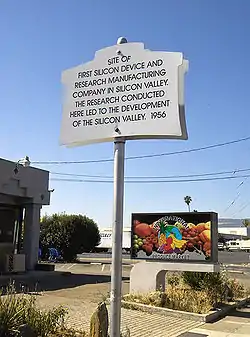 SITE OF
FIRST SILICON DEVICE AND
RESEARCH MANUFACTURING
COMPANY IN SILICON VALLEY.
THE RESEARCH CONDUCTED
HERE LED TO THE DEVELOPMENT
OF THE SILICON VALLEY. 1956